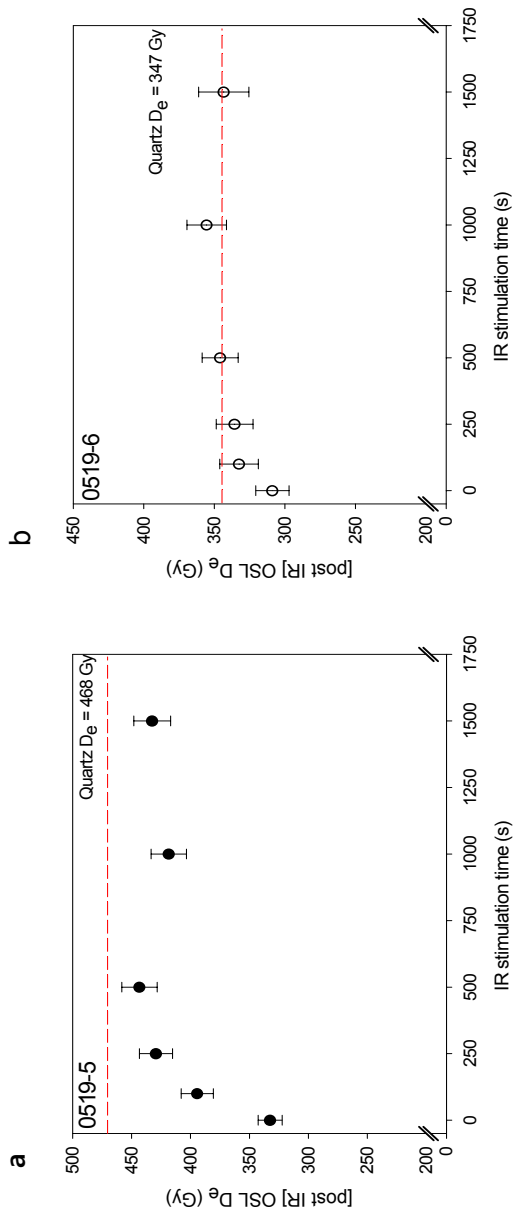 a
0519-5
Quartz De = 468 Gy
500
450
400
350
300
250
200
0
[post IR] OSL De (Gy)
0 250 500 750 1000 1250 1500 1750
IR stimulation time (s)
b
0519-6
Quartz De = 347 Gy
450
400
350
300
250
200
0
[post IR] OSL De (Gy)
0 250 500 750 1000 1250 1500 1750
IR stimulation time (s)